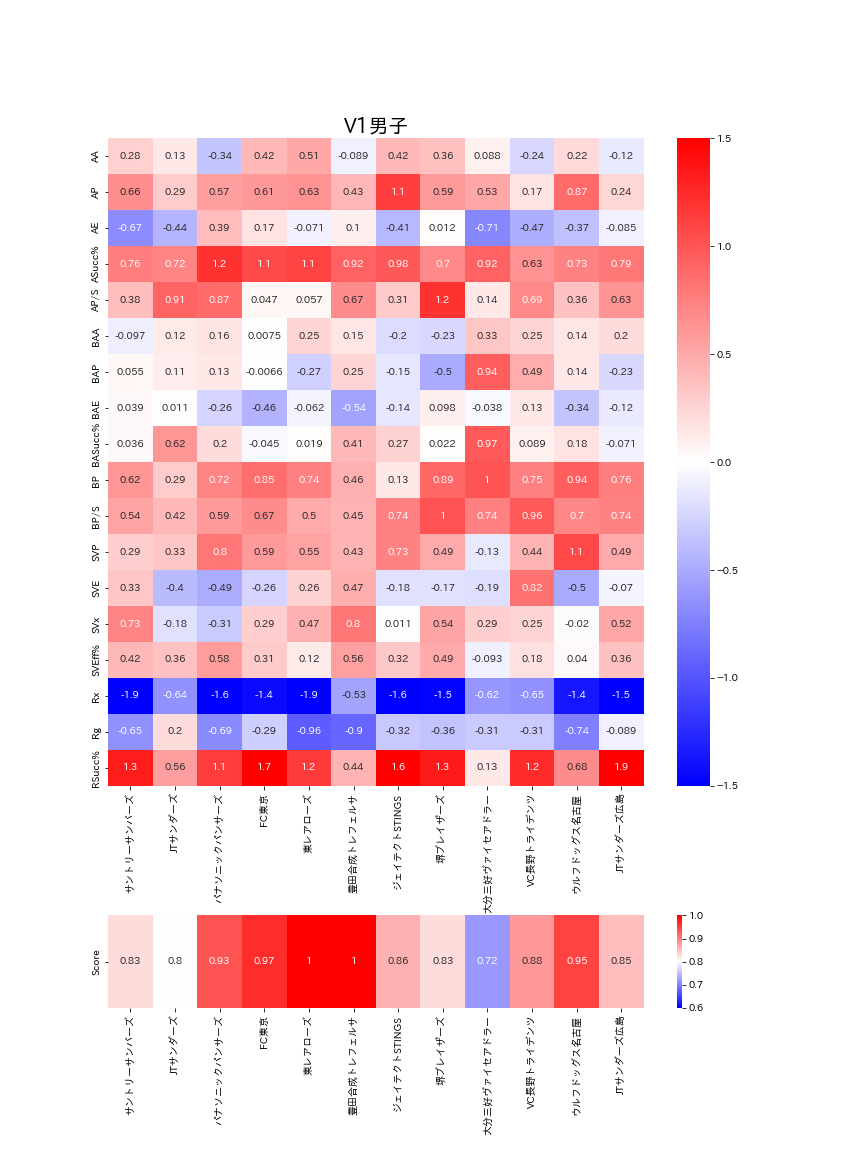 V1男子
AA 0.28 0.13 -0.34 0.42 0.51 -0.089 0.42 0.36 0.088 -0.24 0.22 -0.12
AP 0.66 0.29 0.57 0.61 0.63 0.43 1.1 0.59 0.53 0.17 0.87 0.24
AE -0.67 -0.44 0.39 0.17 -0.071 0.1 -0.41 0.012 -0.71 -0.47 -0.37 -0.085
ASucc% 0.76 0.72 1.2 1.1 1.1 0.92 0.98 0.7 0.92 0.63 0.73 0.79
AP/S 0.38 0.91 0.87 0.047 0.057 0.67 0.31 1.2 0.14 0.69 0.36 0.63
BAA -0.097 0.12 0.16 0.0075 0.25 0.15 -0.2 -0.23 0.33 0.25 0.14 0.2
BAP 0.055 0.11 0.13 -0.0066 -0.27 0.25 -0.15 -0.5 0.94 0.49 0.14 -0.23
BAE 0.039 0.011 -0.26 -0.46 -0.062 -0.54 -0.14 0.098 -0.038 0.13 -0.34 -0.12
BASucc% 0.036 0.62 0.2 -0.045 0.019 0.41 0.27 0.022 0.97 0.089 0.18 -0.071
BP 0.62 0.29 0.72 0.85 0.74 0.46 0.13 0.89 1 0.75 0.94 0.76
BP/S 0.54 0.42 0.59 0.67 0.5 0.45 0.74 1 0.74 0.96 0.7 0.74
SVP 0.29 0.33 0.8 0.59 0.55 0.43 0.73 0.49 -0.13 0.44 1.1 0.49
SVE 0.33 -0.4 -0.49 -0.26 0.26 0.47 -0.18 -0.17 -0.19 0.82 -0.5 -0.07
SVx 0.73 -0.18 -0.31 0.29 0.47 0.8 0.011 0.54 0.29 0.25 -0.02 0.52
SVEff% 0.42 0.36 0.58 0.31 0.12 0.56 0.32 0.49 -0.093 0.18 0.04 0.36
Rx -1.9 -0.64 -1.6 -1.4 -1.9 -0.53 -1.6 -1.5 -0.62 -0.65 -1.4 -1.5
Rg -0.65 0.2 -0.69 -0.29 -0.96 -0.9 -0.32 -0.36 -0.31 -0.31 -0.74 -0.089
RSucc% 1.3 0.56 1.1 1.7 1.2 0.44 1.6 1.3 0.13 1.2 0.68 1.9
サントリーサンバーズ
JTサンダーズ
パナソニックパンサーズ
FC東京
東レアローズ
豊田合成トレフェルサ
ジェイテクトSTINGS
堺ブレイザーズ
大分三好ヴァイセアドラー
VC長野トライデンツ
ウルフドッグス名古屋
JTサンダーズ広島
1.5
1.0
0.5
0.0
−0.5
−1.0
−1.5
Score 0.83 0.8 0.93 0.97 1 1 0.86 0.83 0.72 0.88 0.95 0.85
サントリーサンバーズ
JTサンダーズ
パナソニックパンサーズ
FC東京
東レアローズ
豊田合成トレフェルサ
ジェイテクトSTINGS
堺ブレイザーズ
大分三好ヴァイセアドラー
VC長野トライデンツ
ウルフドッグス名古屋
JTサンダーズ広島
1.0
0.9
0.8
0.7
0.6